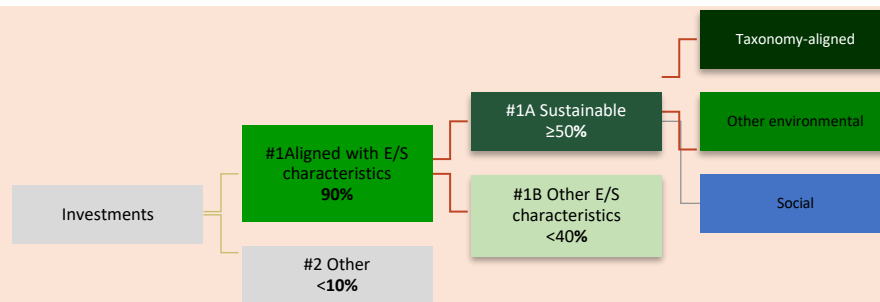 Taxonomy-aligned
#1A Sustainable
≥50%
Other environmental
#1Aligned with E/S
characteristics
90%
#1B Other E/S
characteristics
<40%
Social
Investments
#2 Other
<10%